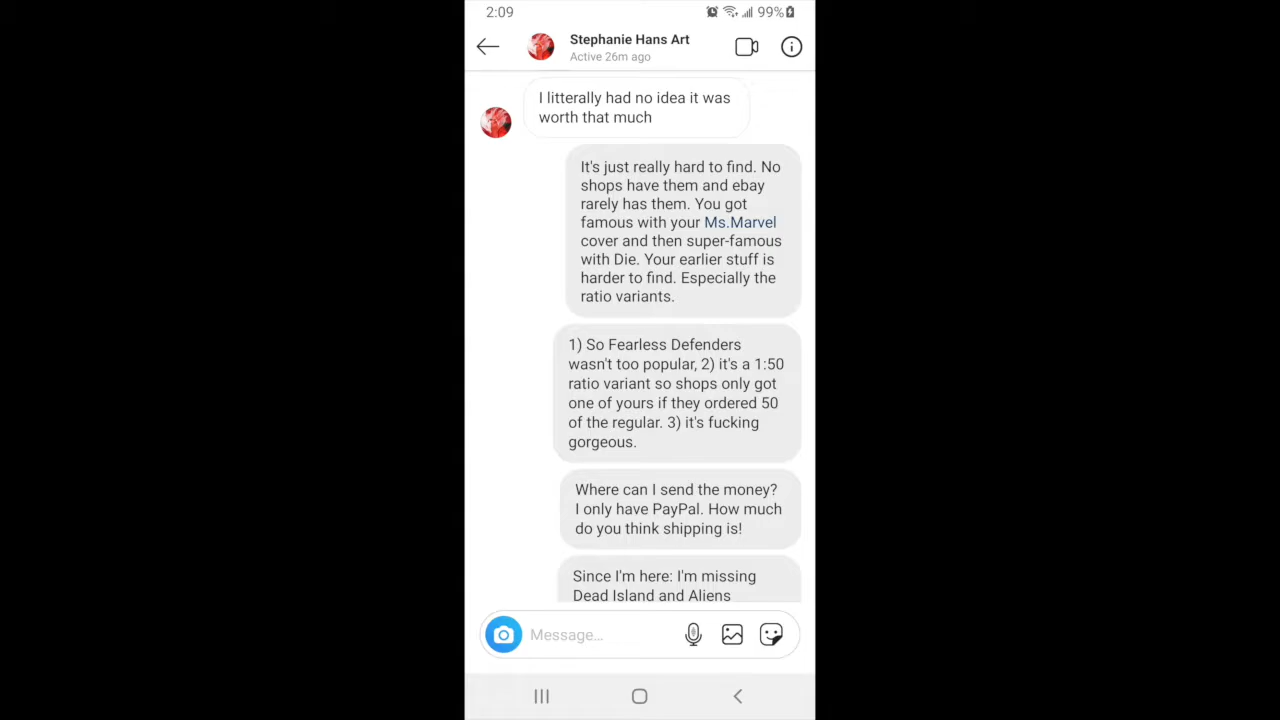 2:09
99%
Stephanie Hans Art
Active 26m ago
I litterally had no idea it was
worth that much
It's just really hard to find. No
shops have them and ebay
rarely has them. You got
famous with your Ms.Marvel
cover and then super-famous
with Die. Your earlier stuff is
harder to find. Especially the
ratio variants.
1) So Fearless Defenders
wasn't too popular, 2) it's a 1:50
ratio variant so shops only got
one of yours if they ordered 50
of the regular. 3) it's fucking
gorgeous.
Where can I send the money?
I only have PayPal. How much
do you think shipping is!
Since I'm here: I'm missing
Dead Island and Aliens
Message...